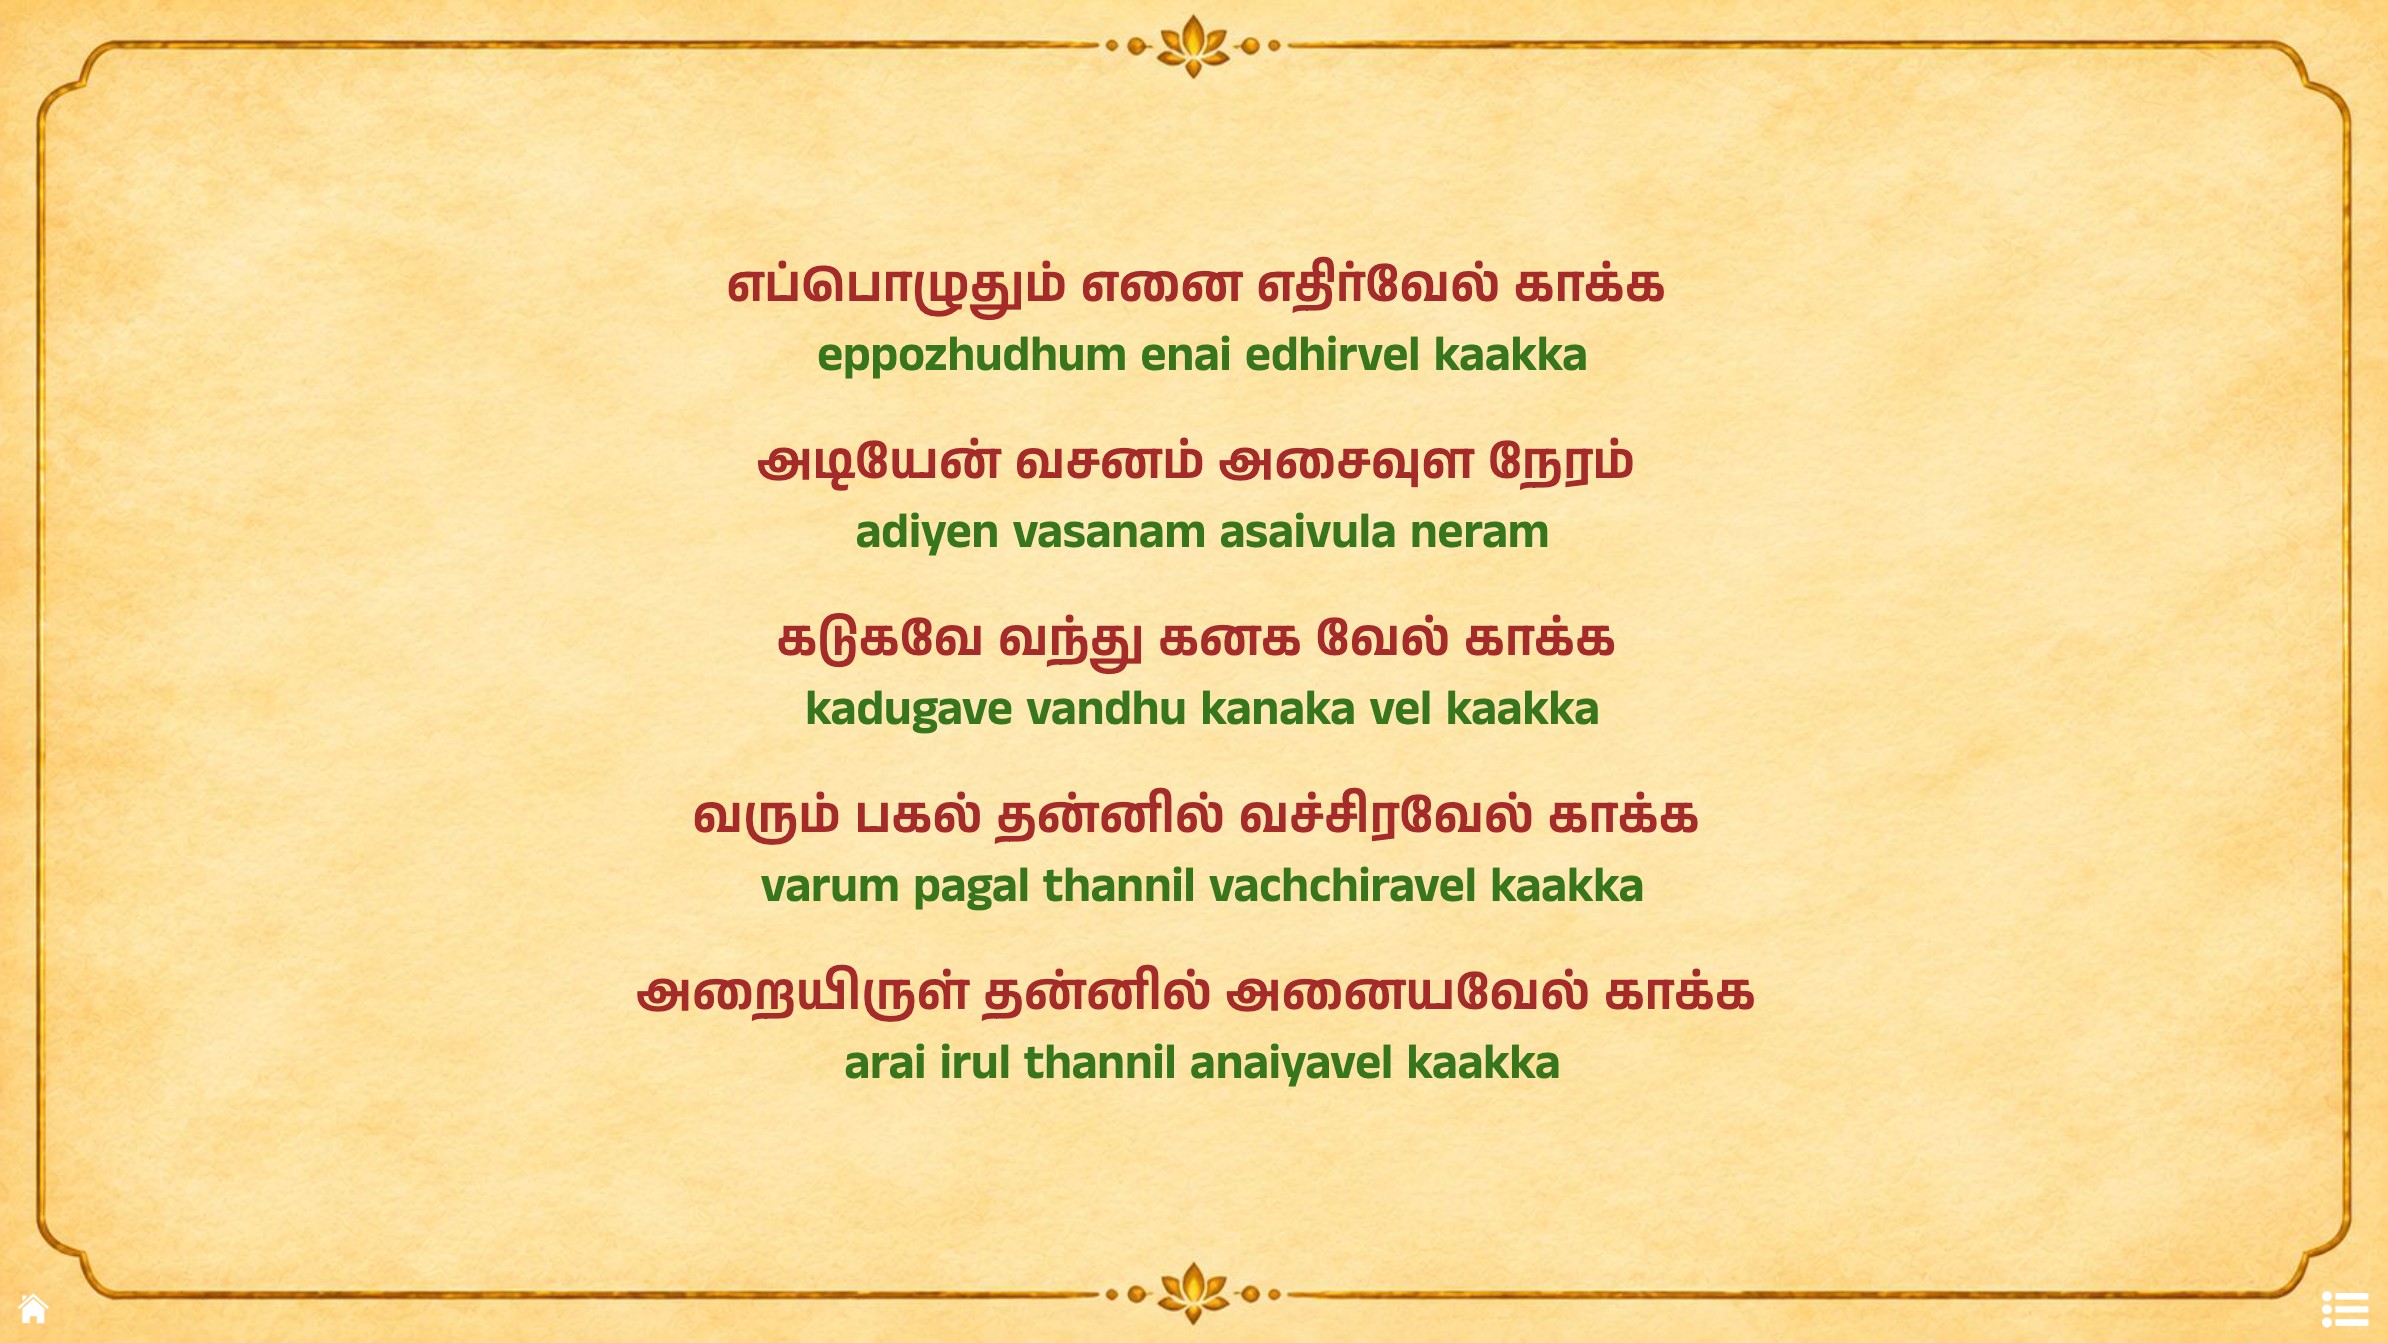 எப்பொழுதும் எனை எதிர்வேல் காக்க
eppozhudhum enai edhirvel kaakka
அடியேன் வசனம் அசைவுள நேரம்
adiyen vasanam asaivula neram
கடுகவே வந்து கனக வேல் காக்க
kadugave vandhu kanaka vel kaakka
வரும் பகல் தன்னில் வச்சிரவேல் காக்க
varum pagal thannil vachchiravel kaakka
அறையிருள் தன்னில் அனையவேல் காக்க
arai irul thannil anaiyavel kaakka